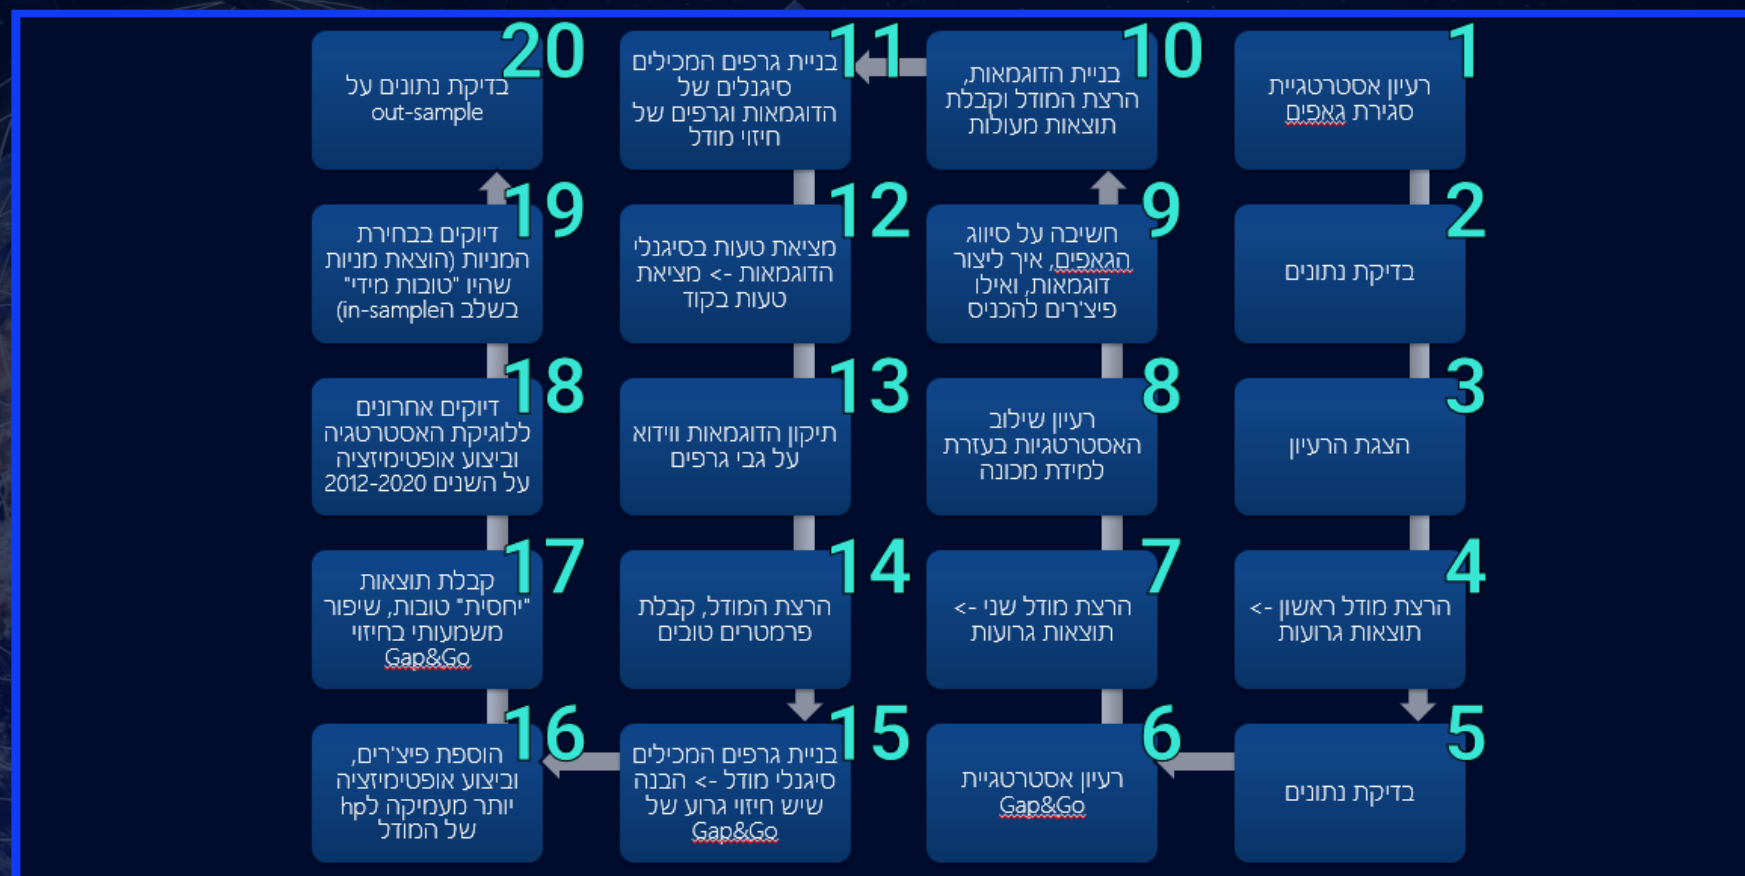 1
רעיון אסטרטגיית
סגירת גאפים
2
בדיקת נתונים
3
הצגת הרעיון
4
הרצת מודל ראשון ->
תוצאות גרועות
5
בדיקת נתונים
6
רעיון אסטרטגיית
Gap&Go
7
הרצת מודל שני ->
תוצאות גרועות
8
רעיון שילוב
האסטרטגיות בעזרת
למידת מכונה
9
חשיבה על סיווג
הגאפים, איך ליצור
דוגמאות, ואילו
פיצ'רים להכניס
10
בניית הדוגמאות,
הרצת המודל וקבלת
תוצאות מעולות
11
בניית גרפים המכילים
סיגנלים של
הדוגמאות וגרפים של
חיזוי מודל
12
מציאת טעות בסיגנלי
הדוגמאות -> מציאת
טעות בקוד
13
תיקון הדוגמאות ווידוא
על גבי גרפים
14
הרצת המודל, קבלת
פרמטרים טובים
15
בניית גרפים המכילים
סיגנלי מודל -> הבנה
שיש חיזוי גרוע של
Gap&Go
16
הוספת פיצ'רים,
וביצוע אופטימיזציה
יותר מעמיקה לhp
של המודל
17
קבלת תוצאות
"יחסית" טובות, שיפור
משמעותי בחיזוי
Gap&Go
18
דיוקים אחרונים
ללוגיקת האסטרטגיה
וביצוע אופטימיזציה
על השנים 2012-2020
19
דיוקים בבחירת
המניות (הוצאת מניות
שהיו "טובות מידי"
בשלב הin-sample)
20
בדיקת נתונים על
out-sample